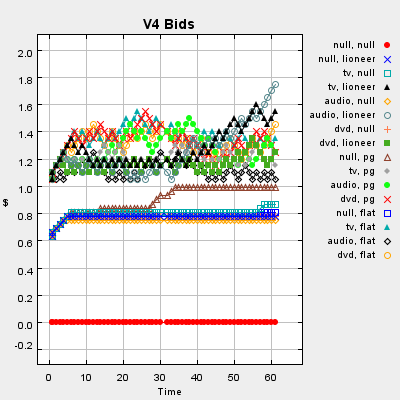 V4 Bids
2.0
1.8
1.6
1.4
1.2
1.0
$
0.8
0.6
0.4
0.2
0.0
-0.2
0 10 20 30 40 50 60
Time
null, null
null, lioneer
tv, null
tv, lioneer
audio, null
audio, lioneer
dvd, null
dvd, lioneer
null, pg
tv, pg
audio, pg
dvd, pg
null, flat
tv, flat
audio, flat
dvd, flat